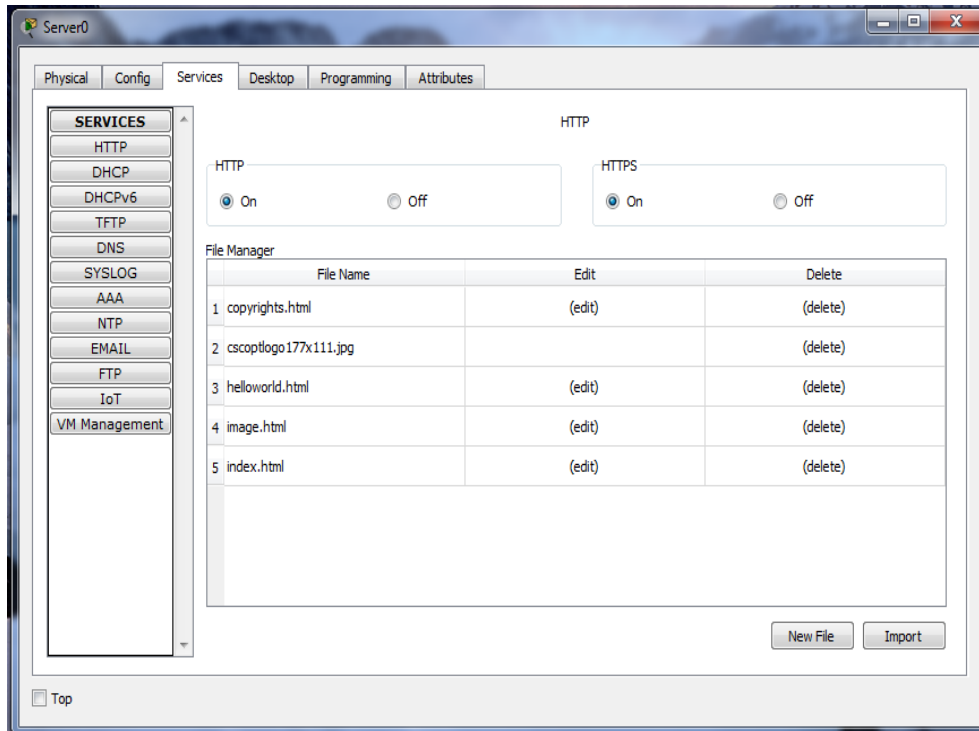 Server0
Physical Config Services Desktop Programming Attributes
SERVICES
HTTP
DHCP
DHCPv6
TFTP
DNS
SYSLOG
AAA
NTP
EMAIL
FTP
IoT
VM Management
HTTP
HTTP
On Off
HTTPS
On Off
File Manager
File Name Edit Delete
1 copyrights.html (edit) (delete)
2 cscoptlogo177x111.jpg (delete)
3 helloworld.html (edit) (delete)
4 image.html (edit) (delete)
5 index.html (edit) (delete)
New File Import
Top